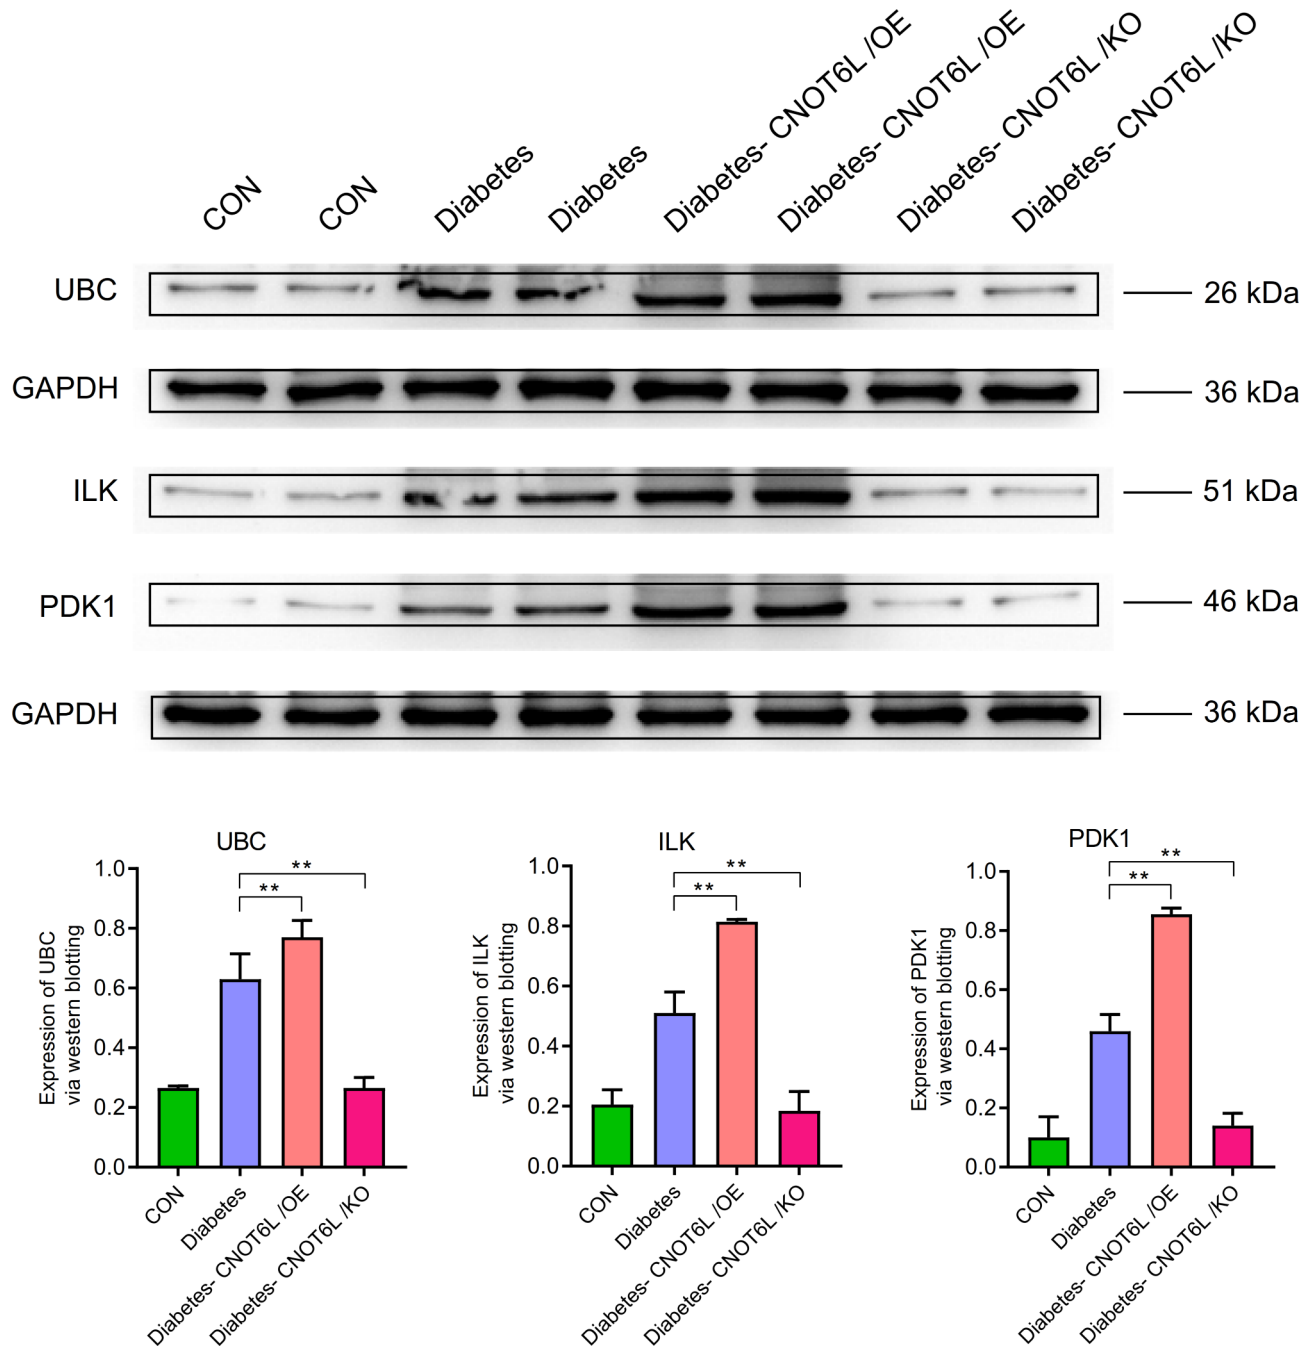 CON
CON
Diabetes
Diabetes
Diabetes- CNOT6L /OE
Diabetes- CNOT6L /OE
Diabetes- CNOT6L /KO
Diabetes- CNOT6L /KO
UBC
26 kDa
GAPDH
36 kDa
ILK
51 kDa
PDK1
46 kDa
GAPDH
36 kDa
UBC
Expression of UBC
via western blotting
1.0
0.8
0.6
0.4
0.2
0.0
**
**
CON
Diabetes
Diabetes- CNOT6L /OE
Diabetes- CNOT6L /KO
ILK
Expression of ILK
via western blotting
1.0
0.8
0.6
0.4
0.2
0.0
**
**
CON
Diabetes
Diabetes- CNOT6L /OE
Diabetes- CNOT6L /KO
PDK1
Expression of PDK1
via western blotting
1.0
0.8
0.6
0.4
0.2
0.0
**
**
CON
Diabetes
Diabetes- CNOT6L /OE
Diabetes- CNOT6L /KO